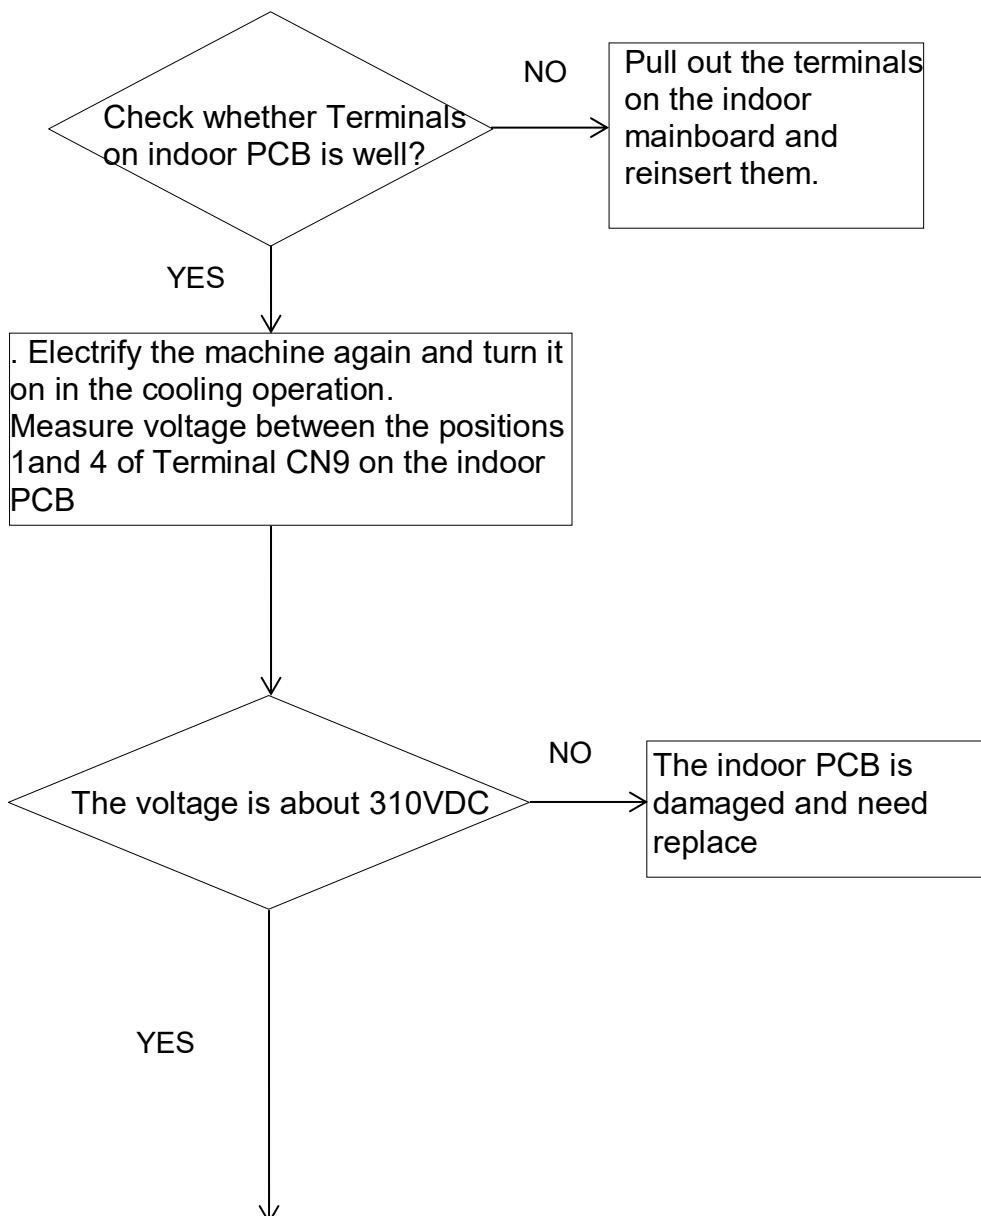 Check whether Terminals
on indoor PCB is well?
NO
Pull out the terminals
on the indoor
mainboard and
reinsert them.
YES
. Electrify the machine again and turn it
on in the cooling operation.
Measure voltage between the positions
1and 4 of Terminal CN9 on the indoor
PCB
The voltage is about 310VDC
NO
The indoor PCB is
damaged and need
replace
YES